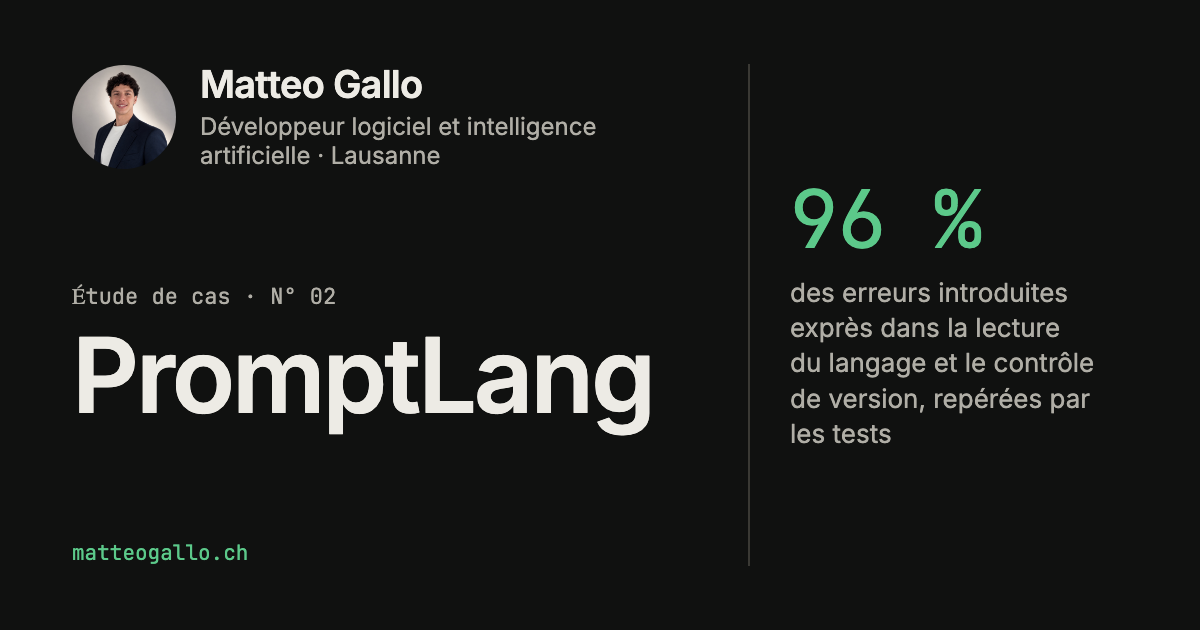 Matteo Gallo
Développeur logiciel et intelligence
artificielle · Lausanne
Étude de cas · N° 02
PromptLang
matteogallo.ch
96 %
des erreurs introduites
exprès dans la lecture
du langage et le contrôle
de version, repérées par
les tests